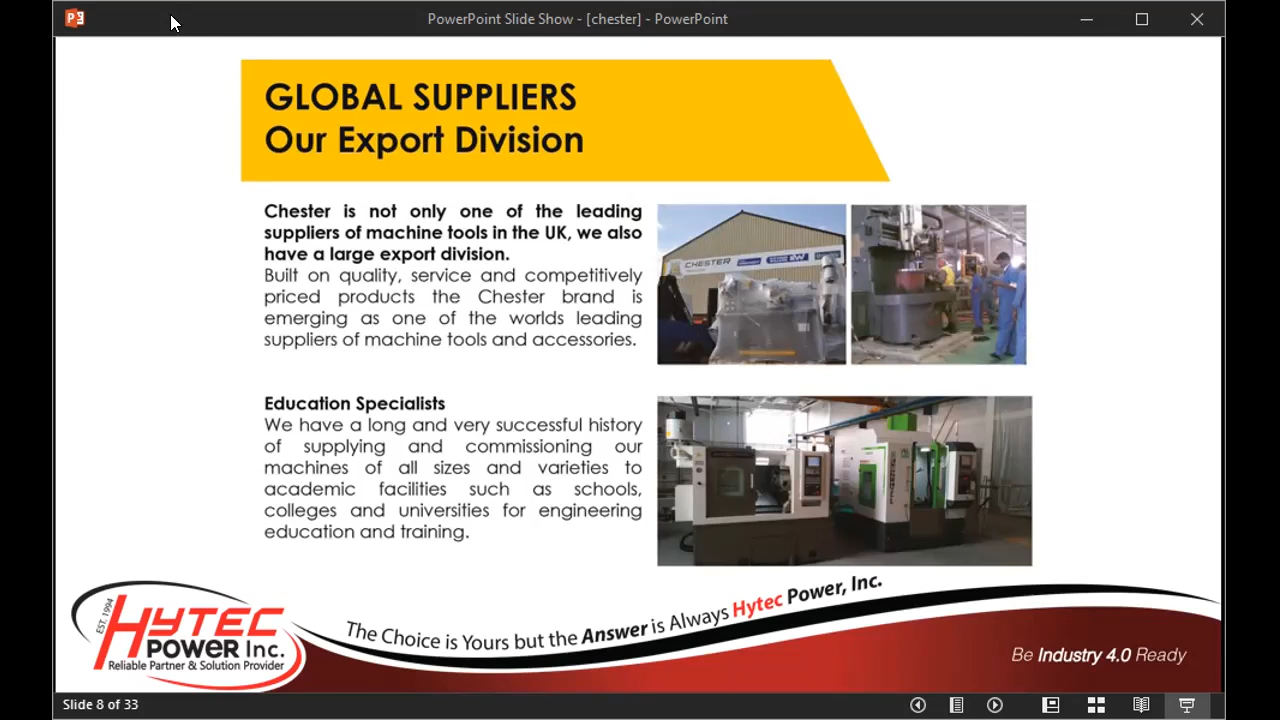 PowerPoint Slide Show - [chester] - PowerPoint
GLOBAL SUPPLIERS
Our Export Division
Chester is not only one of the leading
suppliers of machine tools in the UK, we also
have a large export division.
Built on quality, service and competitively
priced products the Chester brand is
emerging as one of the worlds leading
suppliers of machine tools and accessories.
CHESTER
Education Specialists
We have a long and very successful history
of supplying and commissioning our
machines of all sizes and varieties to
academic facilities such as schools,
colleges and universities for engineering
education and training.
EST. 1994
HYTEC
POWER Inc.
Reliable Partner & Solution Provider
The Choice is Yours but the Answer is Always Hytec Power, Inc.
Be Industry 4.0 Ready
Slide 8 of 33